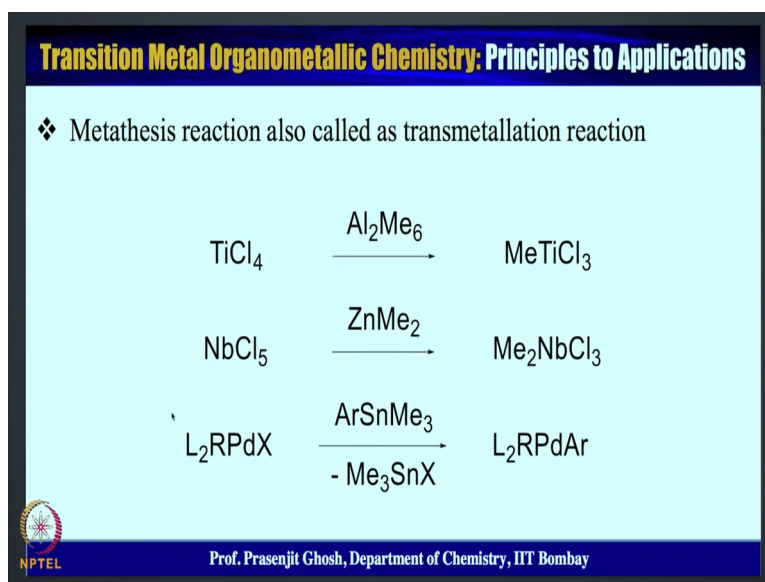 Transition Metal Organometallic Chemistry: Principles to Applications
❖ Metathesis reaction also called as transmetallation reaction
TiCl₄ Al₂Me₆ MeTiCl₃
NbCl₅ ZnMe₂ Me₂NbCl₃
L₂RPdX ArSnMe₃ L₂RPdAr
- Me₃SnX
NPTEL
Prof. Prasenjit Ghosh, Department of Chemistry, IIT Bombay